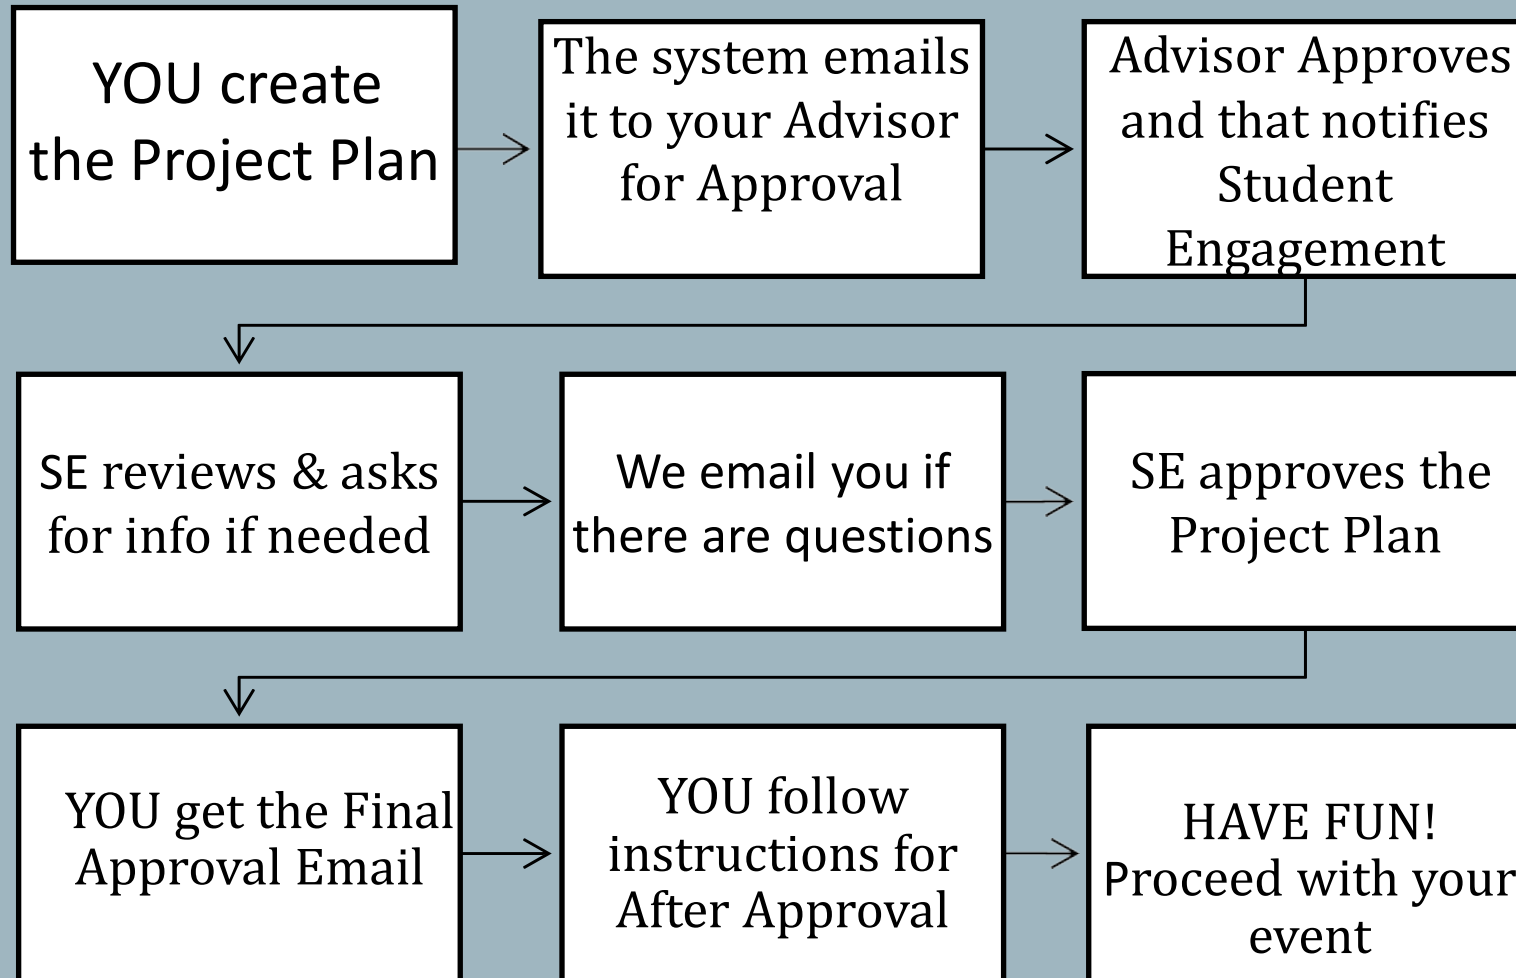 YOU create
the Project Plan
The system emails
it to your Advisor
for Approval
Advisor Approves
and that notifies
Student
Engagement
SE reviews & asks
for info if needed
We email you if
there are questions
SE approves the
Project Plan
YOU get the Final
Approval Email
YOU follow
instructions for
After Approval
HAVE FUN!
Proceed with your
event